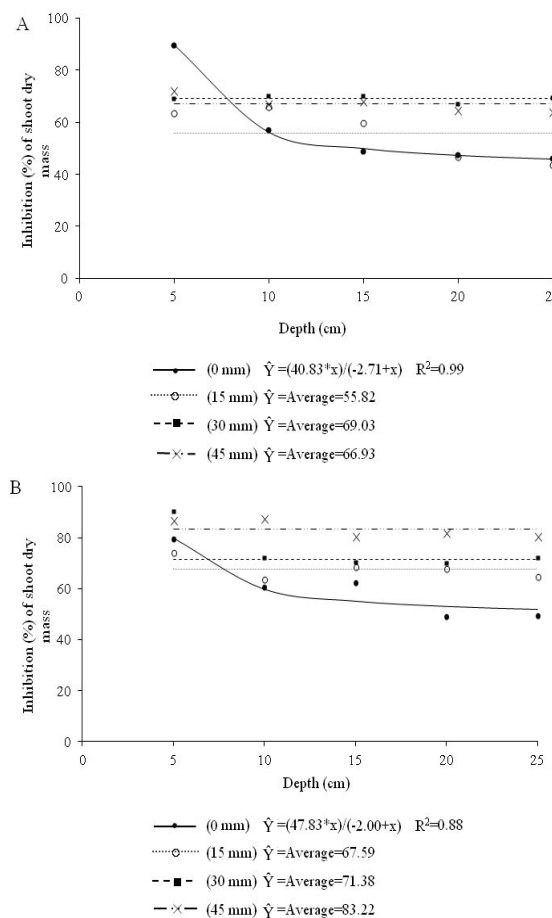 A
Inhibition (%) of shoot dry
mass
100
80
60
40
20
0
0 5 10 15 20 25
Depth (cm)
(0 mm) Ŷ=(40.83*x)/(-2.71+x) R²=0.99
(15 mm) Ŷ=Average=55.82
(30 mm) Ŷ=Average=69.03
(45 mm) Ŷ=Average=66.93
B
Inhibition (%) of shoot dry
mass
100
80
60
40
20
0
0 5 10 15 20 25
Depth (cm)
(0 mm) Ŷ=(47.83*x)/(-2.00+x) R²=0.88
(15 mm) Ŷ=Average=67.59
(30 mm) Ŷ=Average=71.38
(45 mm) Ŷ=Average=83.22